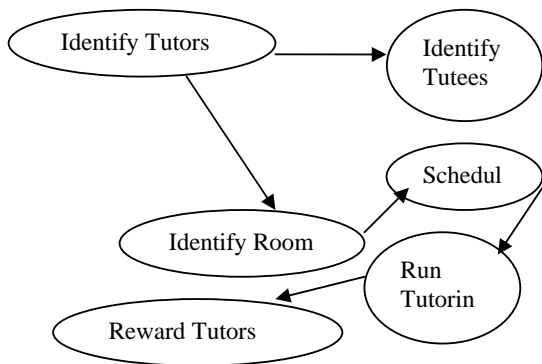 Identify Tutors
Identify
Tutees
Schedul
Identify Room
Run
Tutorin
Reward Tutors